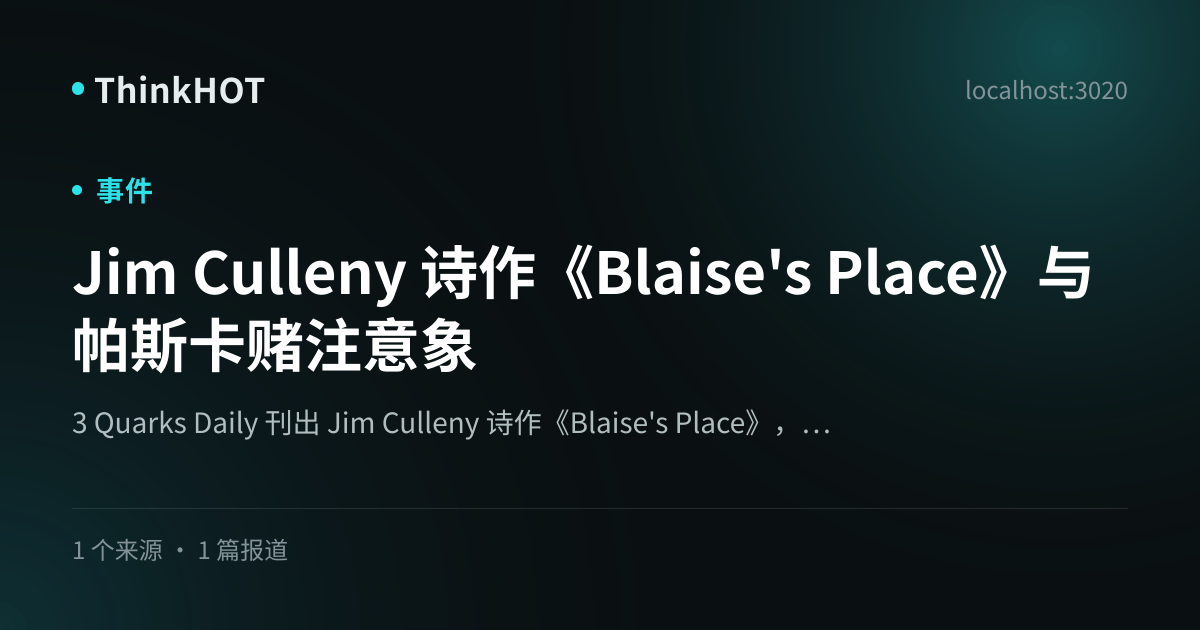 ThinkHOT
localhost:3020
事件
Jim Culleny 诗作《Blaise's Place》与
帕斯卡赌注意象
3 Quarks Daily 刊出 Jim Culleny 诗作《Blaise's Place》，…
1 个来源 · 1 篇报道